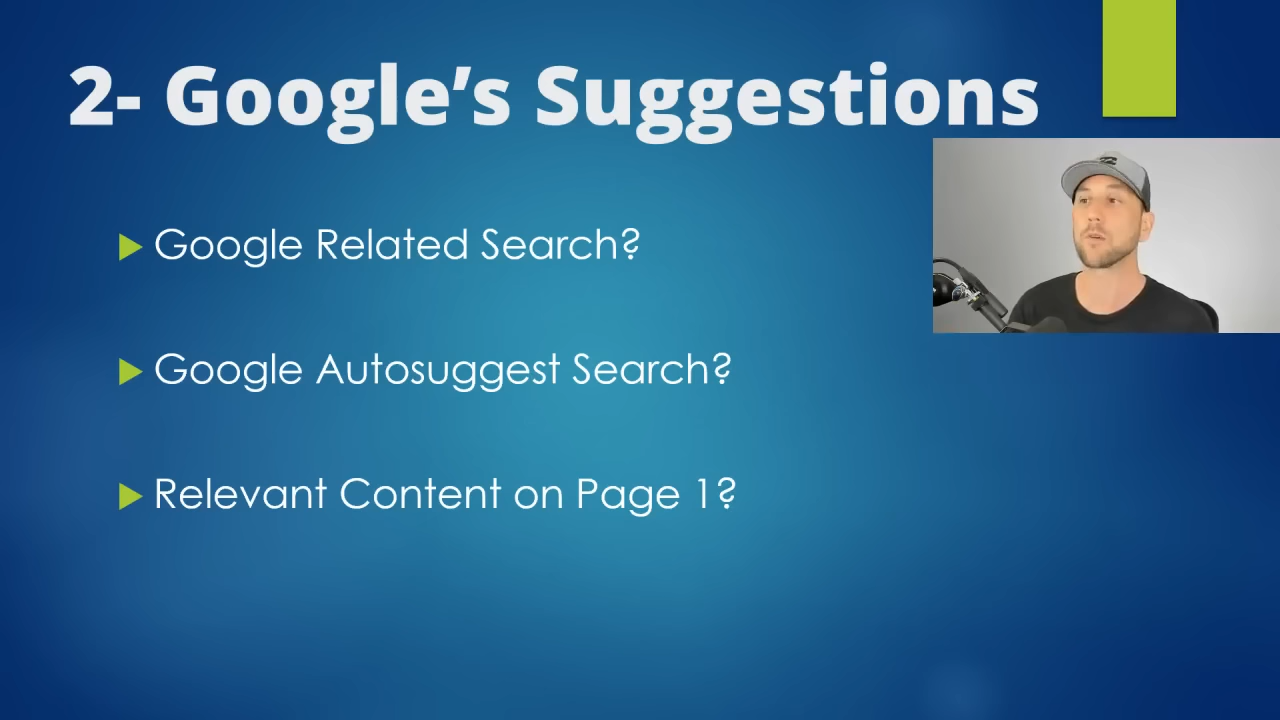 2- Google’s Suggestions
Google Related Search?
Google Autosuggest Search?
Relevant Content on Page 1?